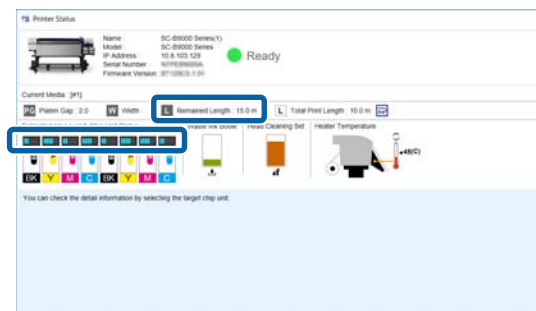 Printer Status
Name : SC-B9000 Series(1)
Model : SC-B9000 Series
IP Address : 10.8.103.129
Serial Number :
Firmware Version :
Ready
Current Media : [#1]
PG Platen Gap : 2.0 W Width : L Remained Length : 15.0 m L Total Print Length : 10.0 m
Waste Ink Bottle Head Cleaning Set Heater Temperature
45(C)
BK Y M C BK Y M C
You can check the detail information by selecting the target chip unit.